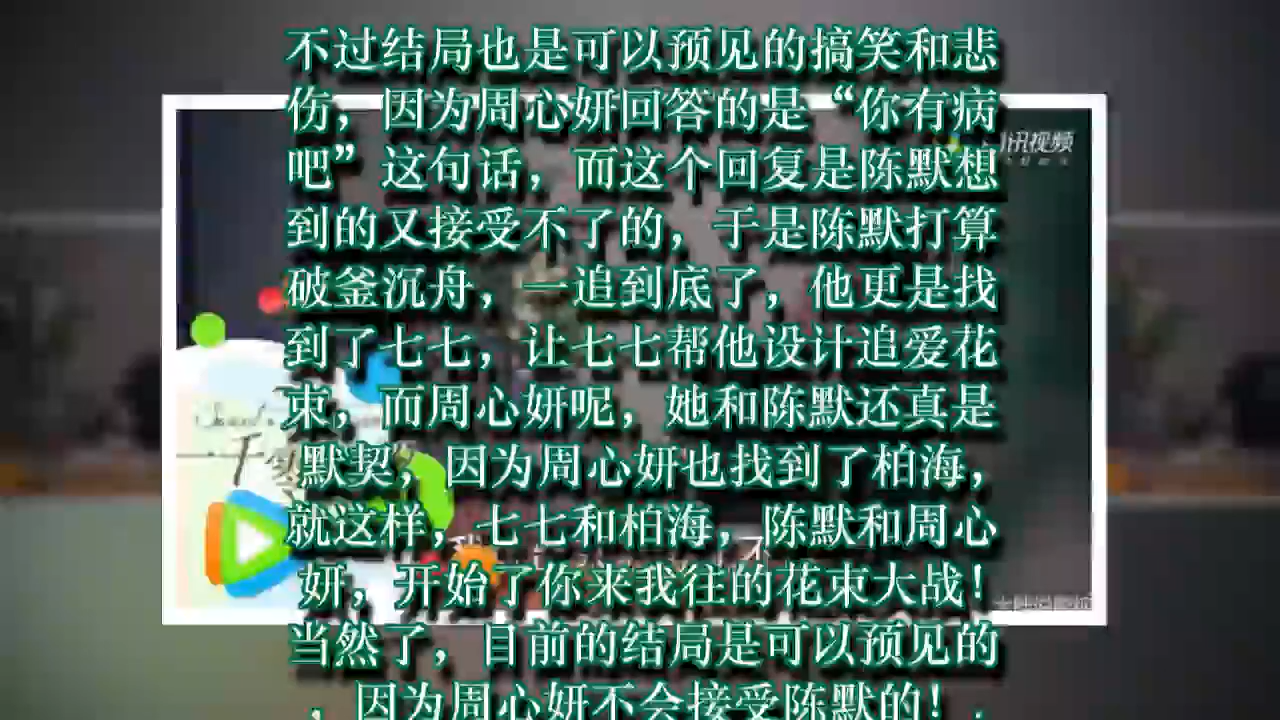 不过结局也是可以预见的搞笑和悲
伤，因为周心妍回答的是“你有病
吧”这句话，而这个回复是陈默想
到的又接受不了的，于是陈默打算
破釜沉舟，一追到底了，他更是找
到了七七，让七七帮他设计追爱花
束，而周心妍呢，她和陈默还真是
默契，因为周心妍也找到了柏海，
就这样，七七和柏海，陈默和周心
妍，开始了你来我往的花束大战！
当然了，目前的结局是可以预见的
，因为周心妍不会接受陈默的！
讯视频